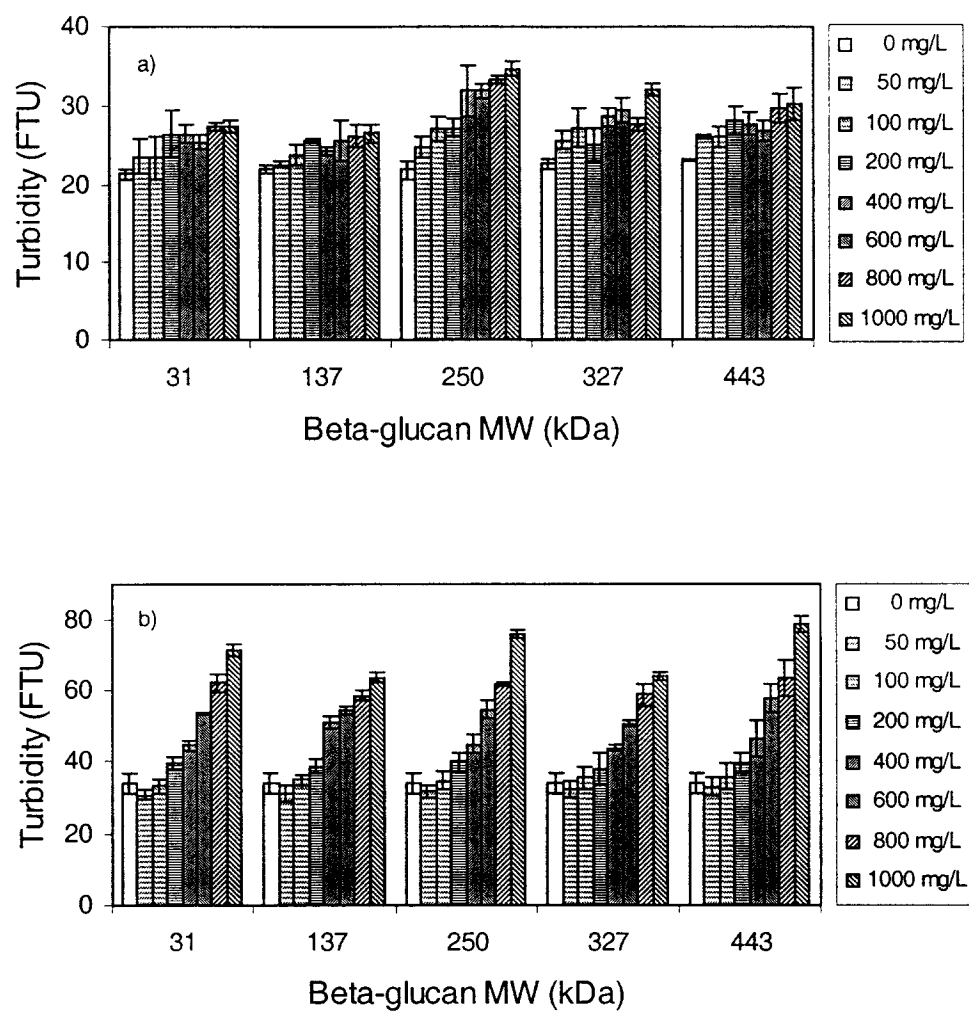 a)
Turbidity (FTU)
40
30
20
10
0
31 137 250 327 443
Beta-glucan MW (kDa)
0 mg/L
50 mg/L
100 mg/L
200 mg/L
400 mg/L
600 mg/L
800 mg/L
1000 mg/L
b)
Turbidity (FTU)
80
60
40
20
0
31 137 250 327 443
Beta-glucan MW (kDa)
0 mg/L
50 mg/L
100 mg/L
200 mg/L
400 mg/L
600 mg/L
800 mg/L
1000 mg/L